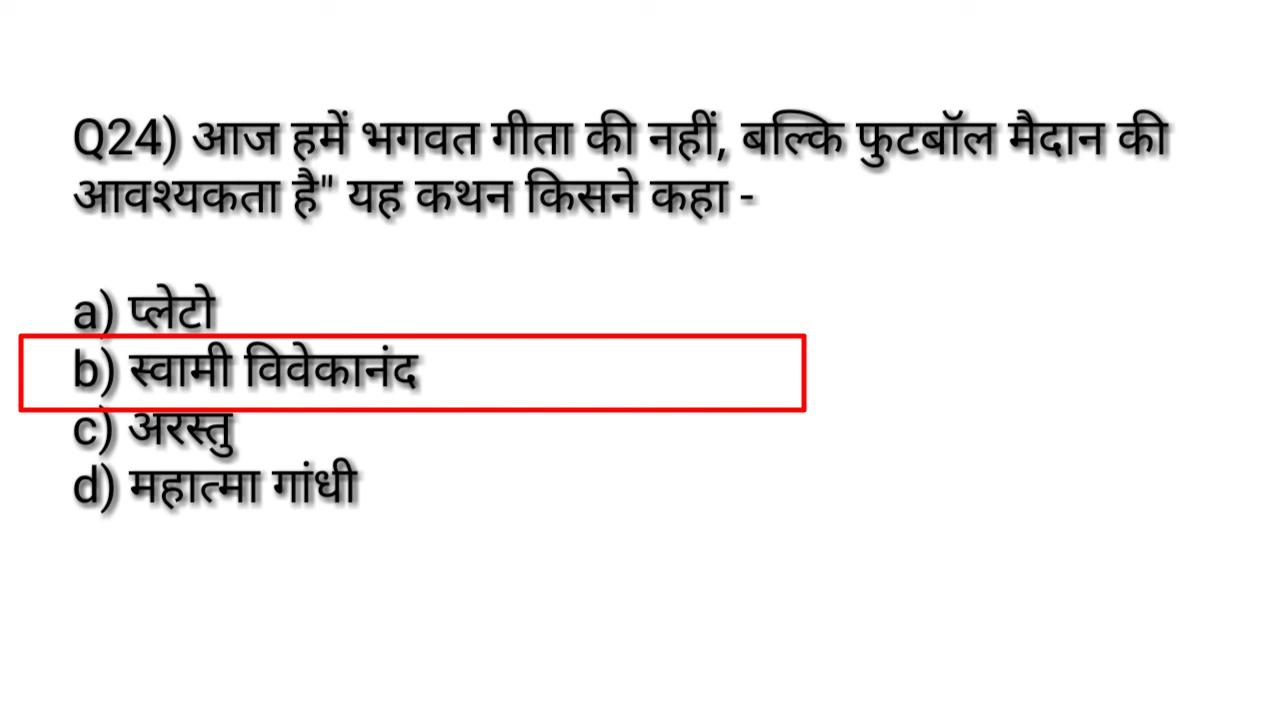 Q24) आज हमें भगवत गीता की नहीं, बल्कि फुटबॉल मैदान की
आवश्यकता है" यह कथन किसने कहा -
a) प्लेटो
b) स्वामी विवेकानंद
c) अरस्तु
d) महात्मा गांधी